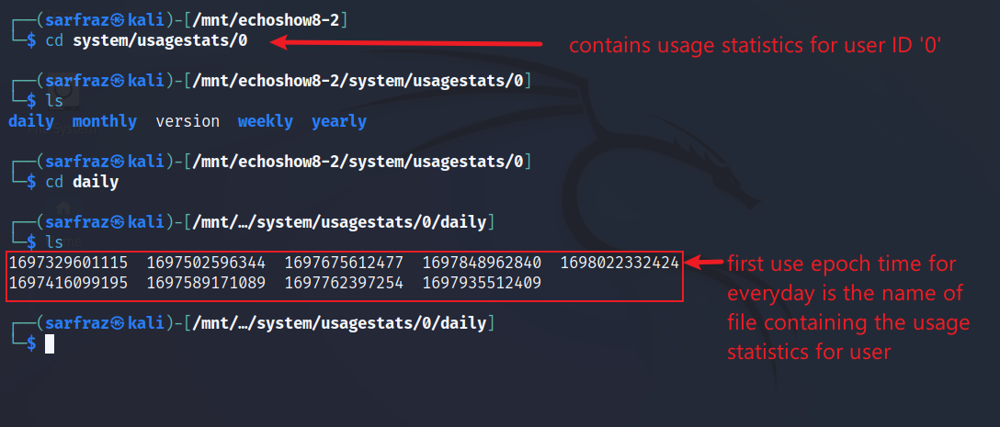 ┌──(sarfraz㉿kali)-[/mnt/echoshow8-2]
└─$ cd system/usagestats/0
contains usage statistics for user ID '0'
┌──(sarfraz㉿kali)-[/mnt/echoshow8-2/system/usagestats/0]
└─$ ls
daily monthly version weekly yearly
┌──(sarfraz㉿kali)-[/mnt/echoshow8-2/system/usagestats/0]
└─$ cd daily
┌──(sarfraz㉿kali)-[/mnt/…/system/usagestats/0/daily]
└─$ ls
1697329601115 1697502596344 1697675612477 1697848962840 1698022332424
1697416099195 1697589171089 1697762397254 1697935512409
first use epoch time for
everyday is the name of
file containing the usage
statistics for user
┌──(sarfraz㉿kali)-[/mnt/…/system/usagestats/0/daily]
└─$